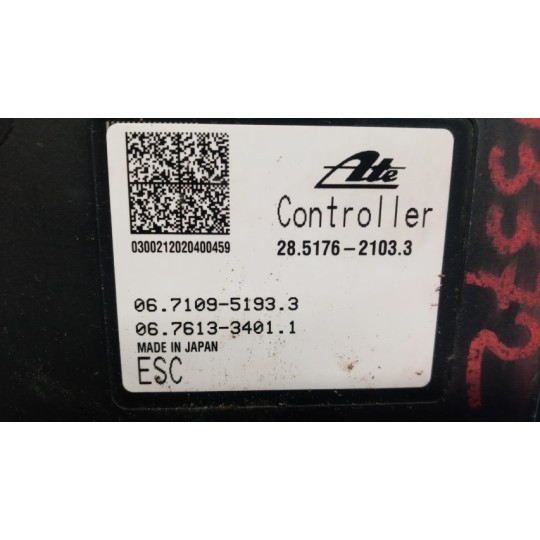 Ate
Controller
0300212020400459
28.5176-2103.3
06.7109-5193.3
06.7613-3401.1
MADE IN JAPAN
ESC